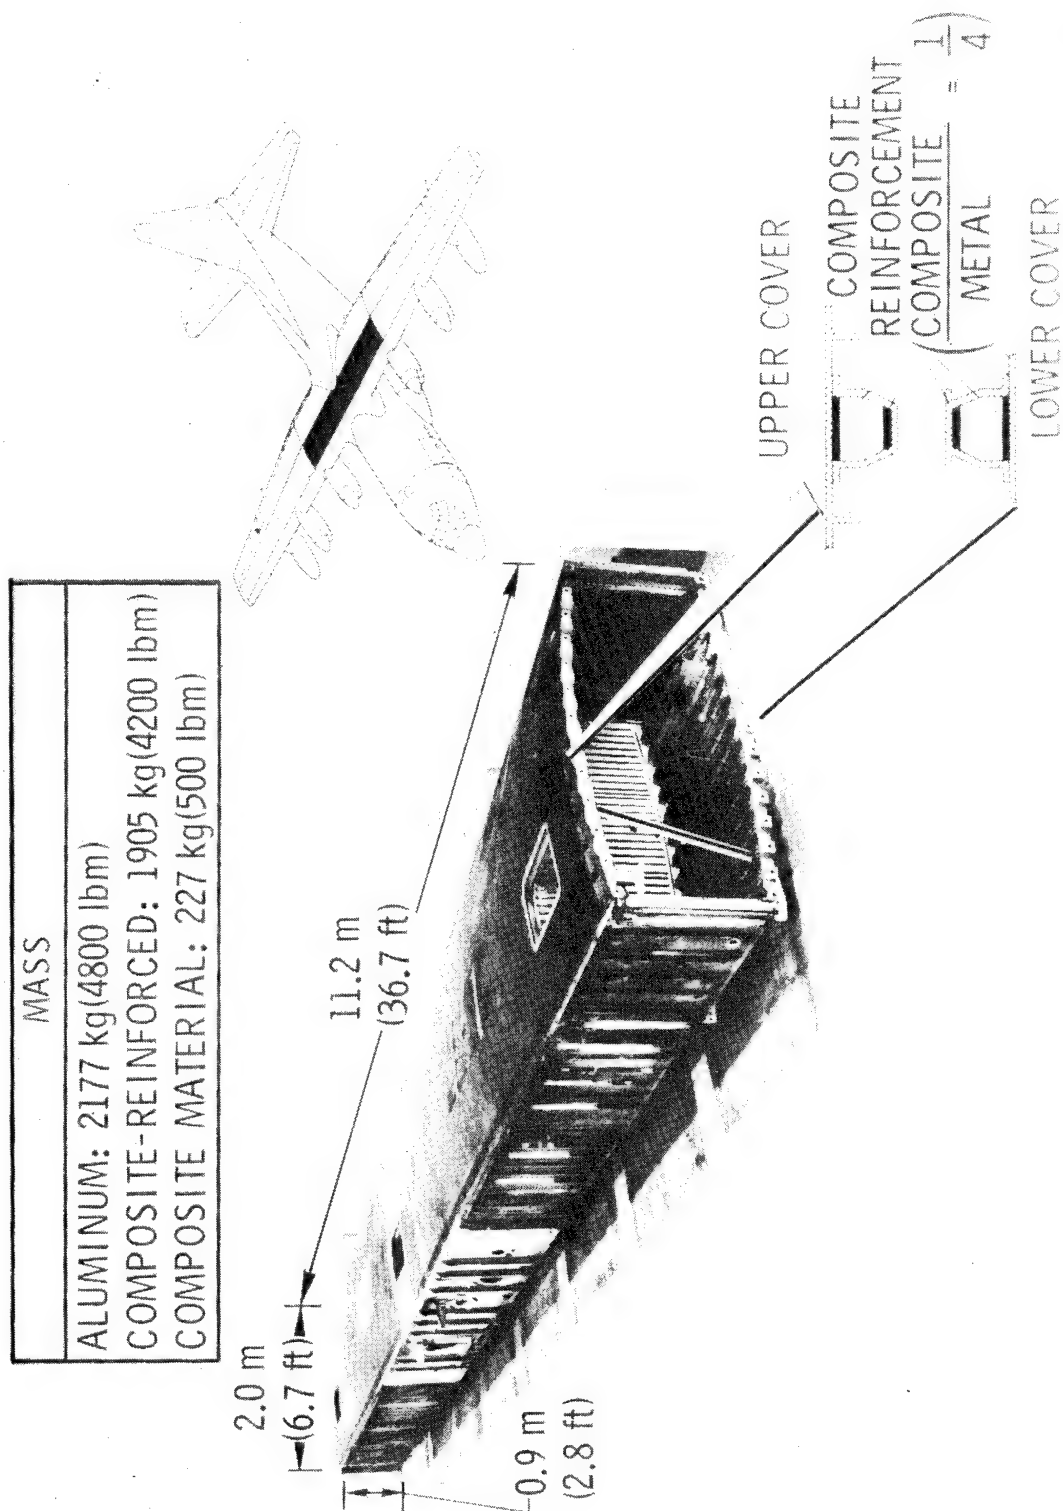 MASS
ALUMINUM: 2177 kg(4800 lbm)
COMPOSITE-REINFORCED: 1905 kg(4200 lbm)
COMPOSITE MATERIAL: 227 kg(500 lbm)
2.0 m
(6.7 ft)
11.2 m
(36.7 ft)
0.9 m
(2.8 ft)
UPPER COVER
COMPOSITE
REINFORCEMENT
(COMPOSITE / METAL = 1 / 4)
LOWER COVER